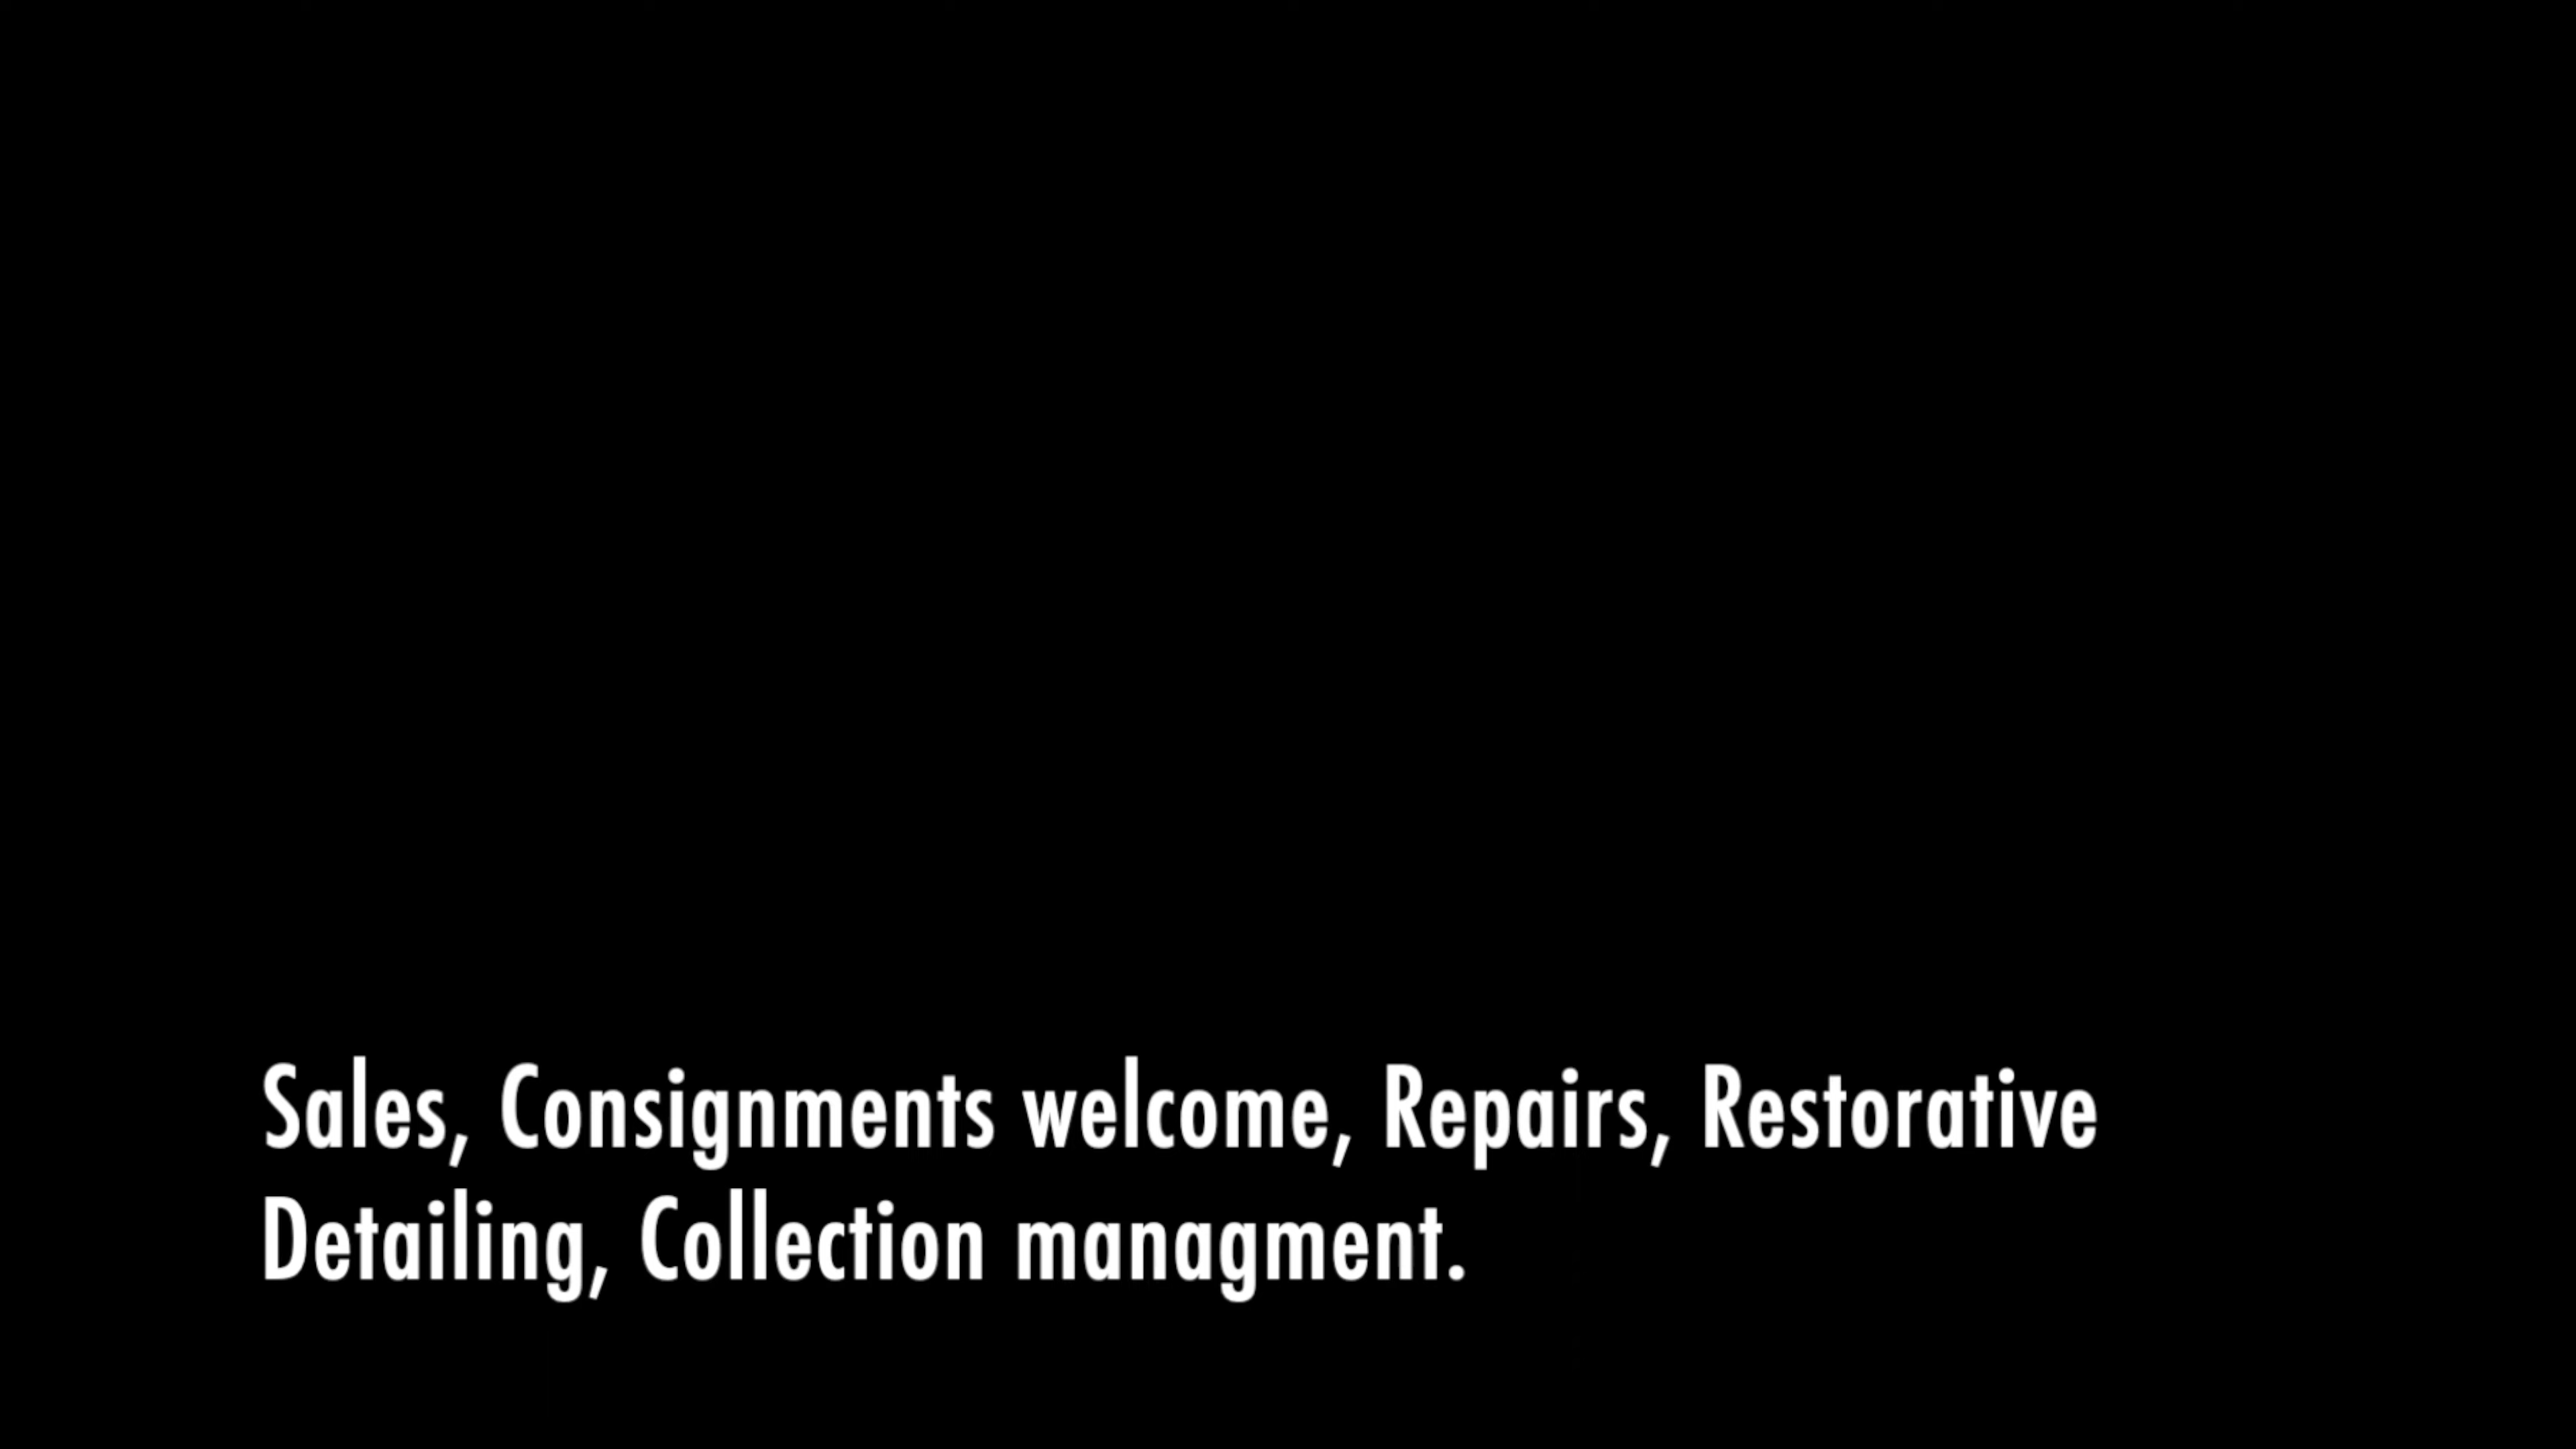 Sales, Consignments welcome, Repairs, Restorative
Detailing, Collection managment.